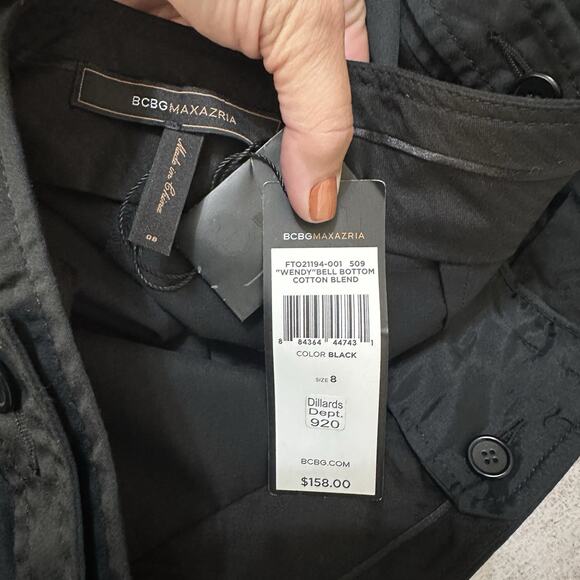 BCBGMAXAZRIA
Made in China
08
BCBGMAXAZRIA
FTO21194-001 509
"WENDY"BELL BOTTOM
COTTON BLEND
8 84364 44743 1
COLOR BLACK
SIZE 8
Dillards
Dept.
920
BCBG.COM
$158.00